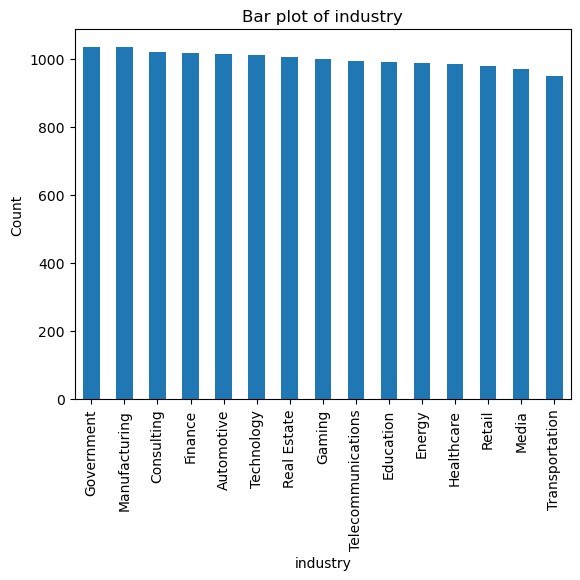 Bar plot of industry
Count
1000
800
600
400
200
0
Government
Manufacturing
Consulting
Finance
Automotive
Technology
Real Estate
Gaming
Telecommunications
Education
Energy
Healthcare
Retail
Media
Transportation
industry